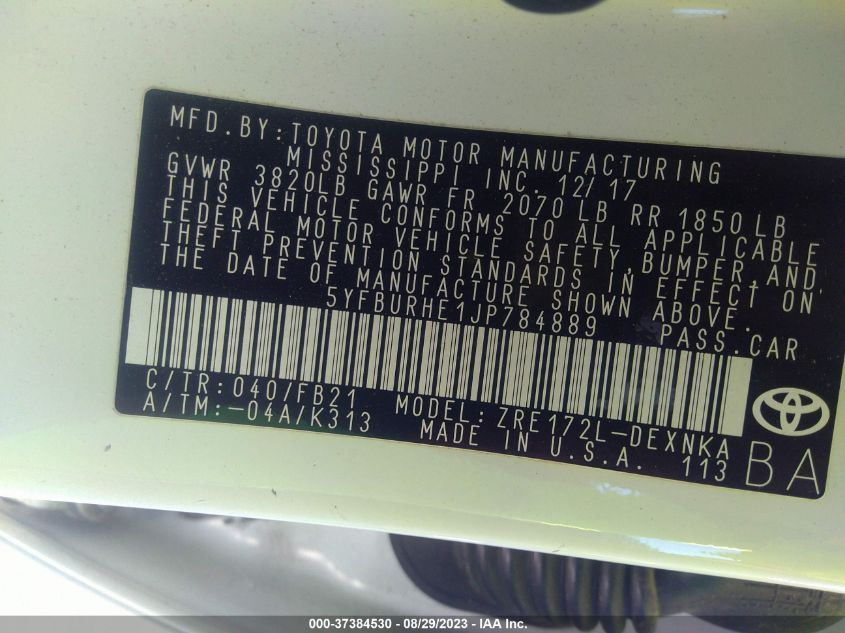 MFD.BY:TOYOTA MOTOR MANUFACTURING
MISSISSIPPI INC. 12/17
GVWR 3820LB GAWR FR 2070 LB RR 1850 LB
THIS VEHICLE CONFORMS TO ALL APPLICABLE
FEDERAL MOTOR VEHICLE SAFETY,BUMPER,AND
THEFT PREVENTION STANDARDS IN EFFECT ON
THE DATE OF MANUFACTURE SHOWN ABOVE.
5YFBURHE1JP784889 PASS.CAR
C/TR:040/FB21 MODEL:ZRE172L-DEXNKA
A/TM:-04A/K313 MADE IN U.S.A. 113
BA
000-37384530 - 08/29/2023 - IAA Inc.